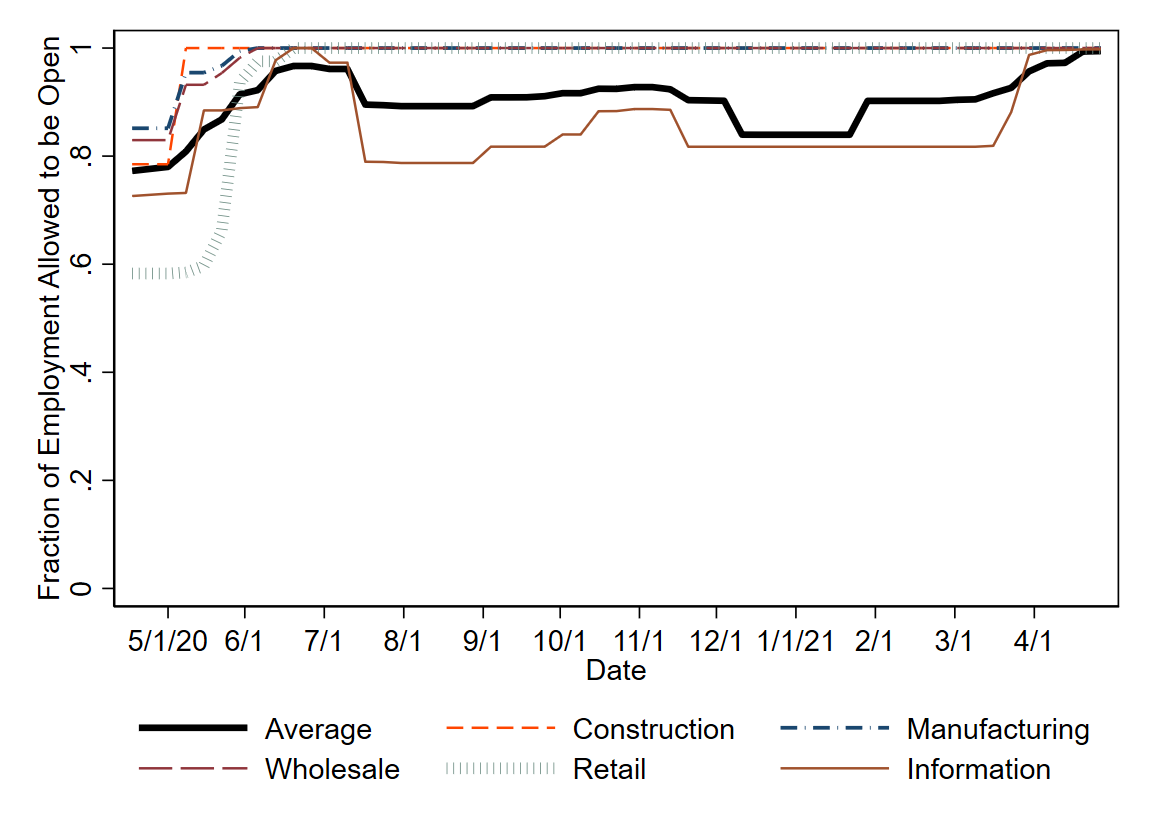 Fraction of Employment Allowed to be Open
1
.8
.6
.4
.2
0
5/1/20 6/1 7/1 8/1 9/1 10/1 11/1 12/1 1/1/21 2/1 3/1 4/1
Date
Average Construction Manufacturing
Wholesale Retail Information